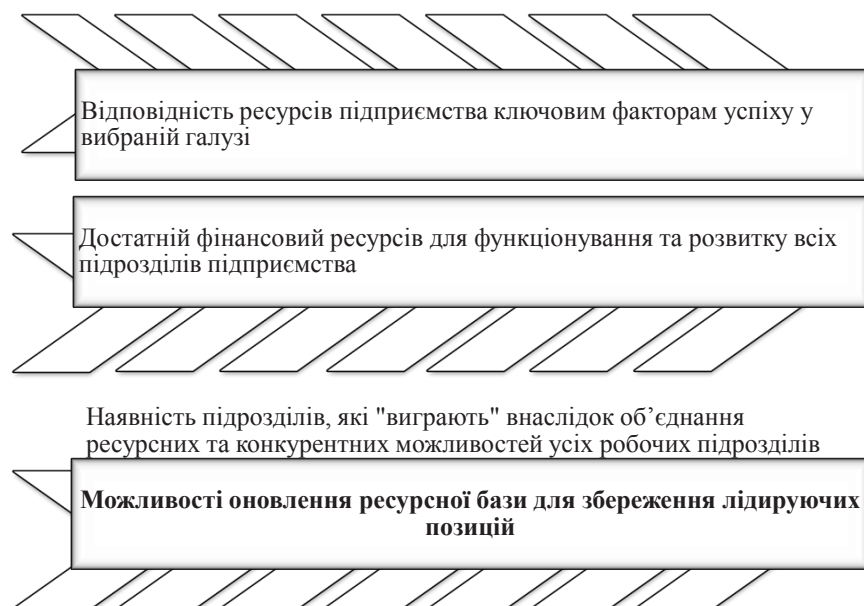 Відповідність ресурсів підприємства ключовим факторам успіху у
вибраній галузі
Достатній фінансовий ресурсів для функціонування та розвитку всіх
підрозділів підприємства
Наявність підрозділів, які "виграють" внаслідок об’єднання
ресурсних та конкурентних можливостей усіх робочих підрозділів
Можливості оновлення ресурсної бази для збереження лідируючих
позицій